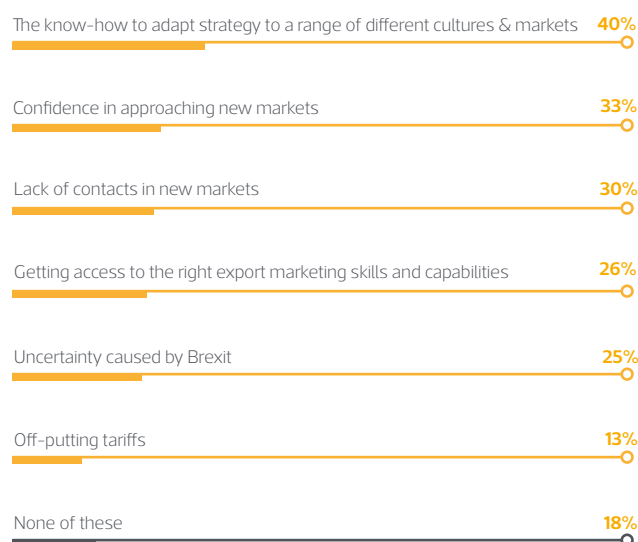 The know-how to adapt strategy to a range of different cultures & markets 40%
Confidence in approaching new markets 33%
Lack of contacts in new markets 30%
Getting access to the right export marketing skills and capabilities 26%
Uncertainty caused by Brexit 25%
Off-putting tariffs 13%
None of these 18%